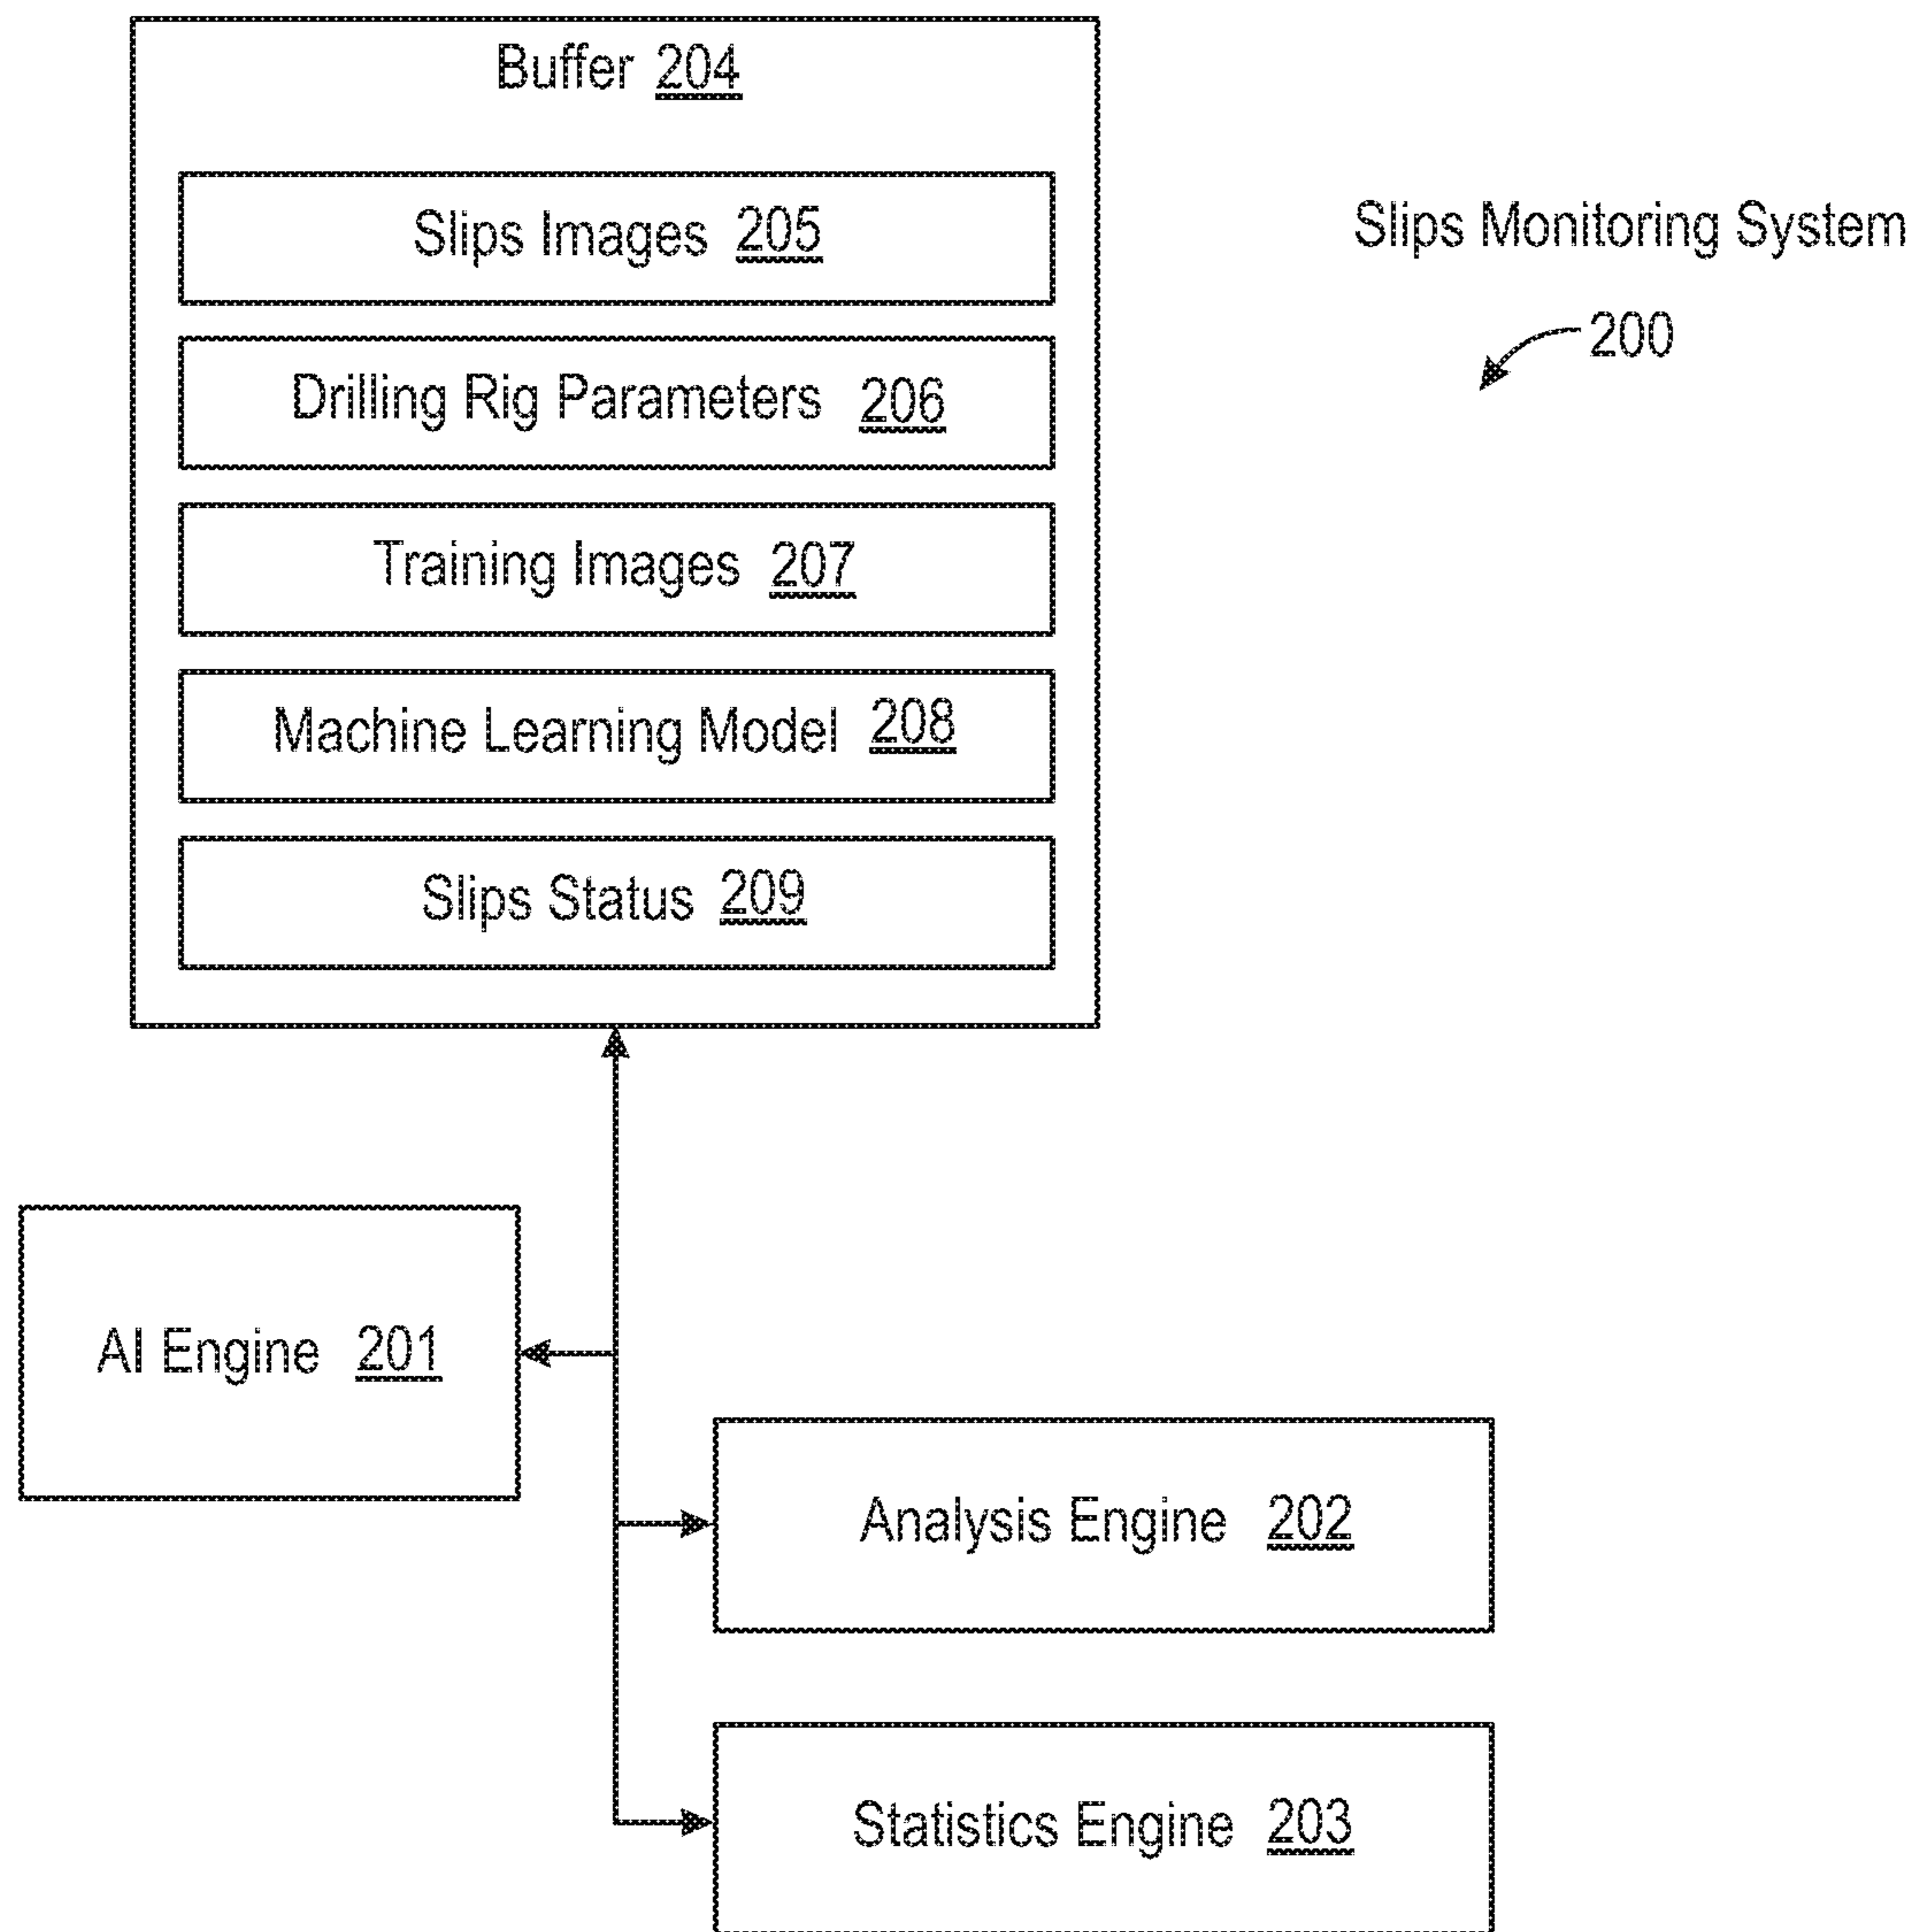 Buffer 204
Slips Images 205
Drilling Rig Parameters 206
Training Images 207
Machine Learning Model 208
Slips Status 209
Slips Monitoring System
200
AI Engine 201
Analysis Engine 202
Statistics Engine 203